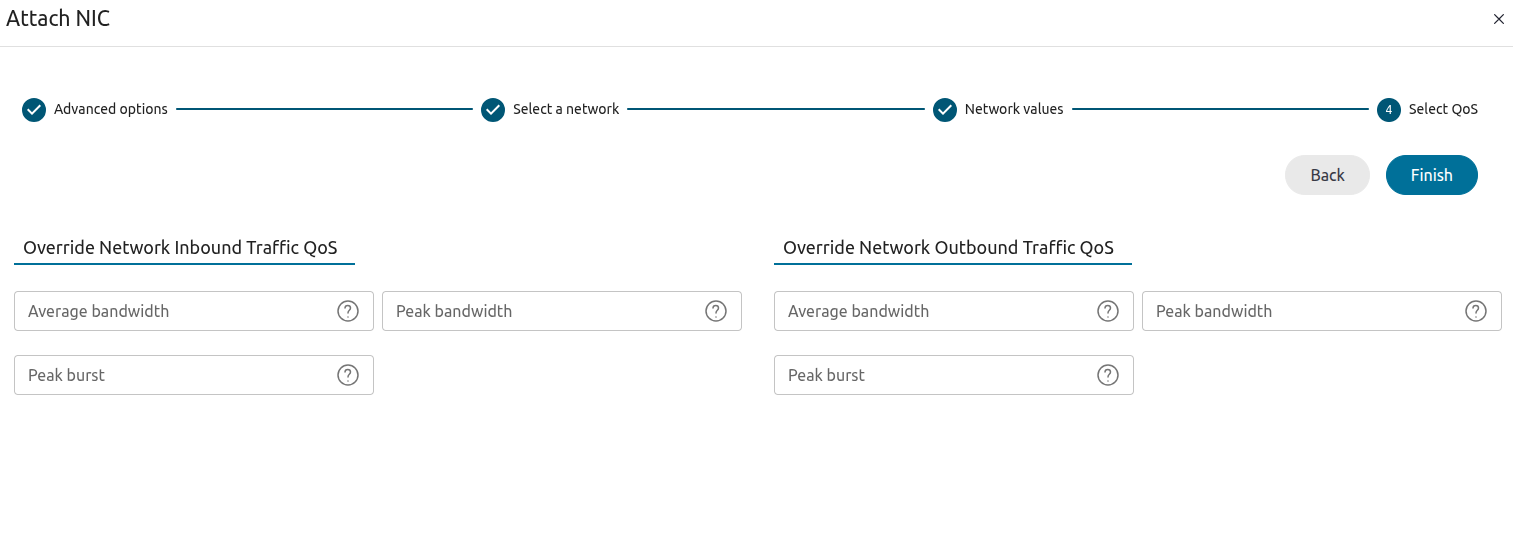 Attach NIC
Advanced options
Select a network
Network values
4 Select QoS
Back
Finish
Override Network Inbound Traffic QoS
Override Network Outbound Traffic QoS
Average bandwidth
Peak bandwidth
Average bandwidth
Peak bandwidth
Peak burst
Peak burst